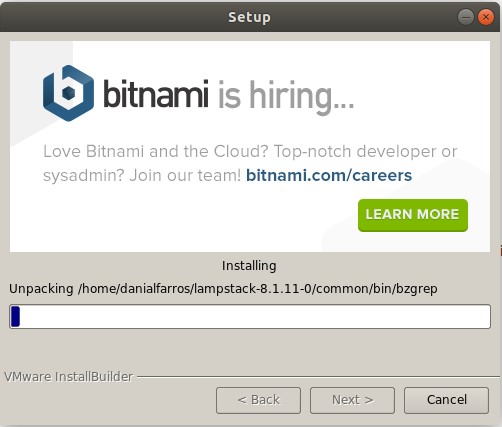 Setup
bitnami is hiring...
Love Bitnami and the Cloud? Top-notch developer or
sysadmin? Join our team! bitnami.com/careers
LEARN MORE
Installing
Unpacking /home/danialfarros/lampstack-8.1.11-0/common/bin/bzgrep
VMware InstallBuilder
< Back
Next >
Cancel